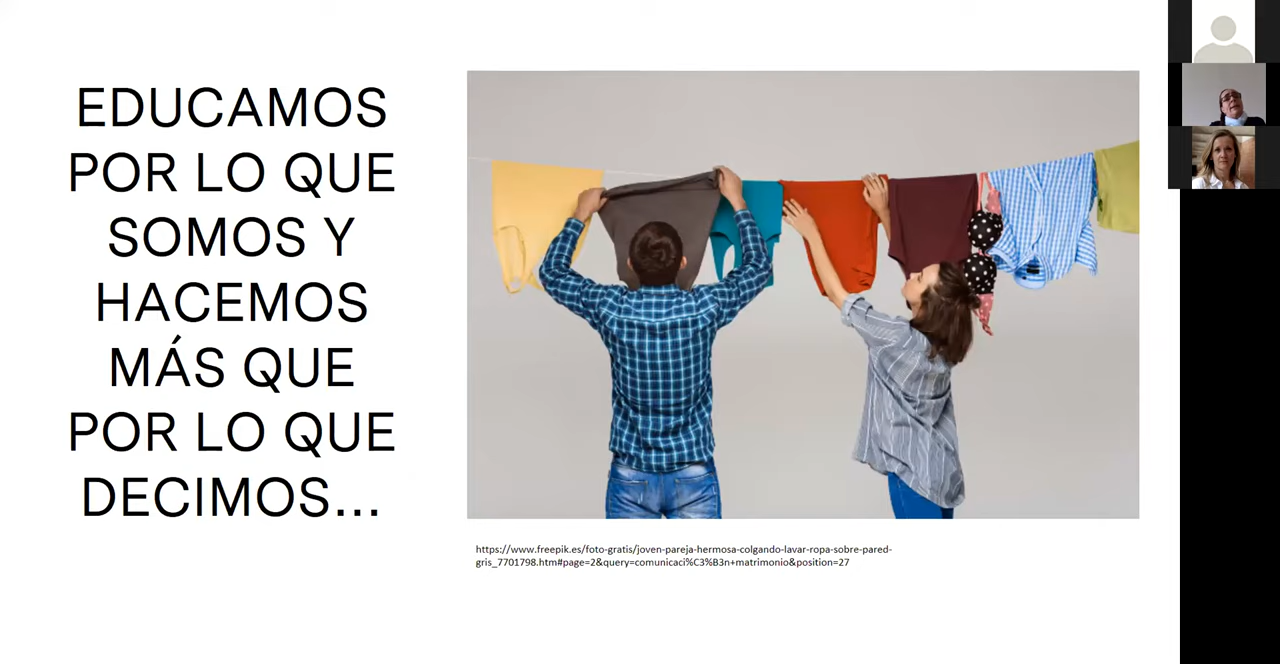 EDUCAMOS
POR LO QUE
SOMOS Y
HACEMOS
MÁS QUE
POR LO QUE
DECIMOS...
https://www.freepik.es/foto-gratis/joven-pareja-hermosa-colgando-lavar-ropa-sobre-pared-
gris_7701798.htm#page=2&query=comunicaci%C3%B3n+matrimonio&position=27